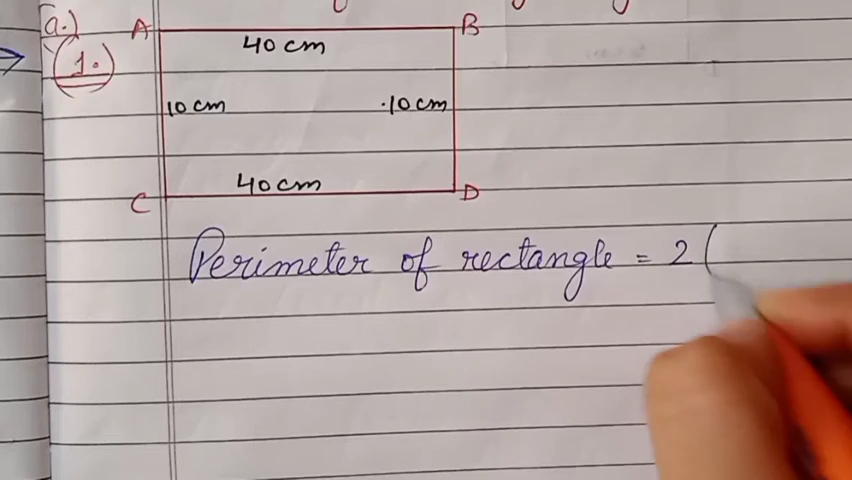 a.)
(1.)
A B
40 cm
10 cm .10 cm
40 cm
C D
Perimeter of rectangle = 2 (